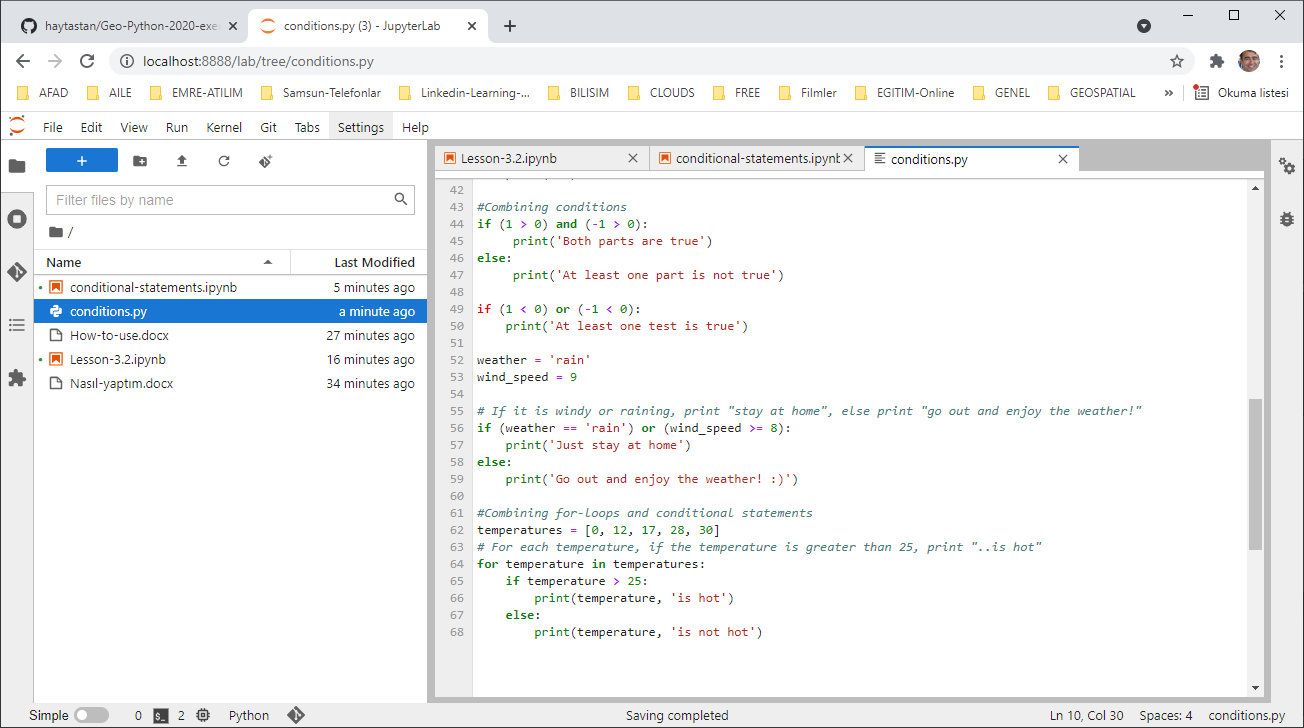 haytastan/Geo-Python-2020-exe
conditions.py (3) - JupyterLab
localhost:8888/lab/tree/conditions.py
AFAD AILE EMRE-ATILIM Samsun-Telefonlar Linkedin-Learning-... BILISIM CLOUDS FREE Filmler EGITIM-Online GENEL GEOSPATIAL » Okuma listesi
File Edit View Run Kernel Git Tabs Settings Help
Filter files by name
/
Name Last Modified
conditional-statements.ipynb 5 minutes ago
conditions.py a minute ago
How-to-use.docx 27 minutes ago
Lesson-3.2.ipynb 16 minutes ago
Nasıl-yaptım.docx 34 minutes ago
Lesson-3.2.ipynb conditional-statements.ipynb conditions.py
42
43 #Combining conditions
44 if (1 > 0) and (-1 > 0):
45 print('Both parts are true')
46 else:
47 print('At least one part is not true')
48
49 if (1 < 0) or (-1 < 0):
50 print('At least one test is true')
51
52 weather = 'rain'
53 wind_speed = 9
54
55 # If it is windy or raining, print "stay at home", else print "go out and enjoy the weather!"
56 if (weather == 'rain') or (wind_speed >= 8):
57 print('Just stay at home')
58 else:
59 print('Go out and enjoy the weather! :)')
60
61 #Combining for-loops and conditional statements
62 temperatures = [0, 12, 17, 28, 30]
63 # For each temperature, if the temperature is greater than 25, print "..is hot"
64 for temperature in temperatures:
65 if temperature > 25:
66 print(temperature, 'is hot')
67 else:
68 print(temperature, 'is not hot')
Simple 0 $_ 2 Python Saving completed Ln 10, Col 30 Spaces: 4 conditions.py